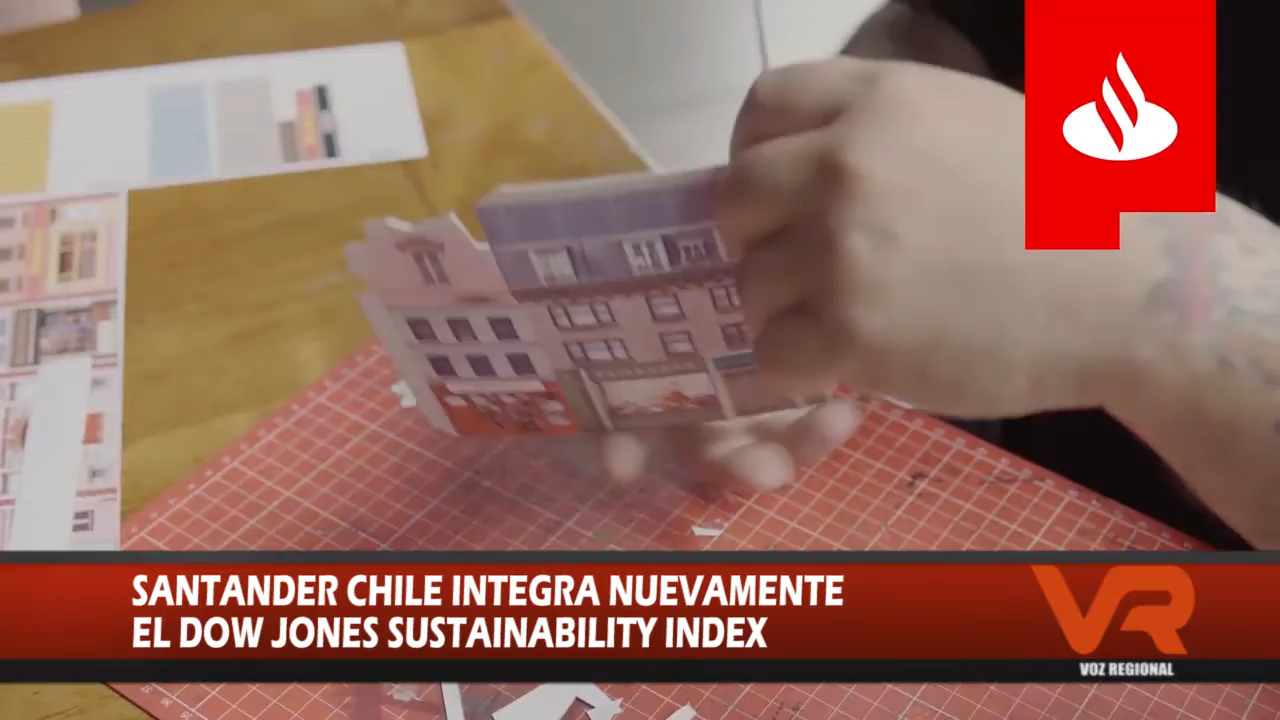 SANTANDER CHILE INTEGRA NUEVAMENTE
EL DOW JONES SUSTAINABILITY INDEX
VR
VOZ REGIONAL